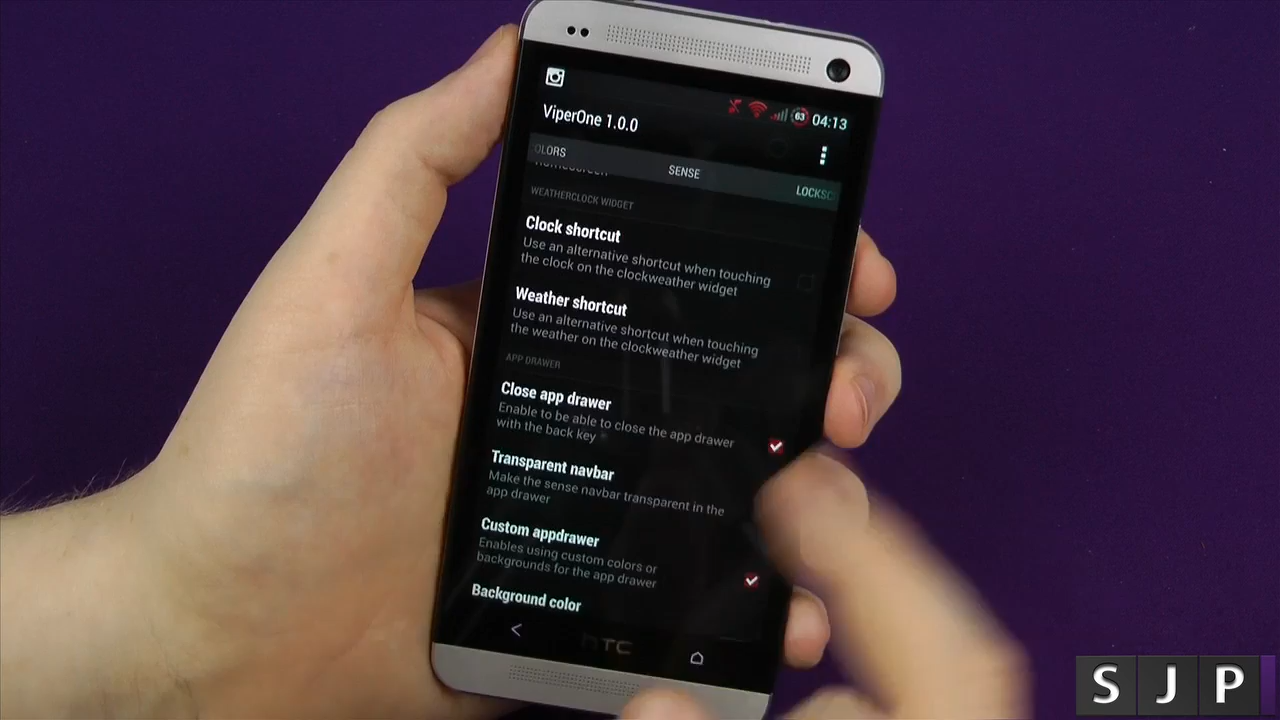 63 04:13
ViperOne 1.0.0
OLORS SENSE LOCKSC
homescreen
WEATHERCLOCK WIDGET
Clock shortcut
Use an alternative shortcut when touching
the clock on the clockweather widget
Weather shortcut
Use an alternative shortcut when touching
the weather on the clockweather widget
APP DRAWER
Close app drawer
Enable to be able to close the app drawer
with the back key
Transparent navbar
Make the sense navbar transparent in the
app drawer
Custom appdrawer
Enables using custom colors or
backgrounds for the app drawer
Background color
hTC
SJP